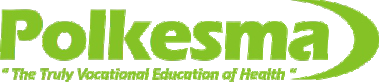 Polkesma
" The Truly Vocational Education of Health "